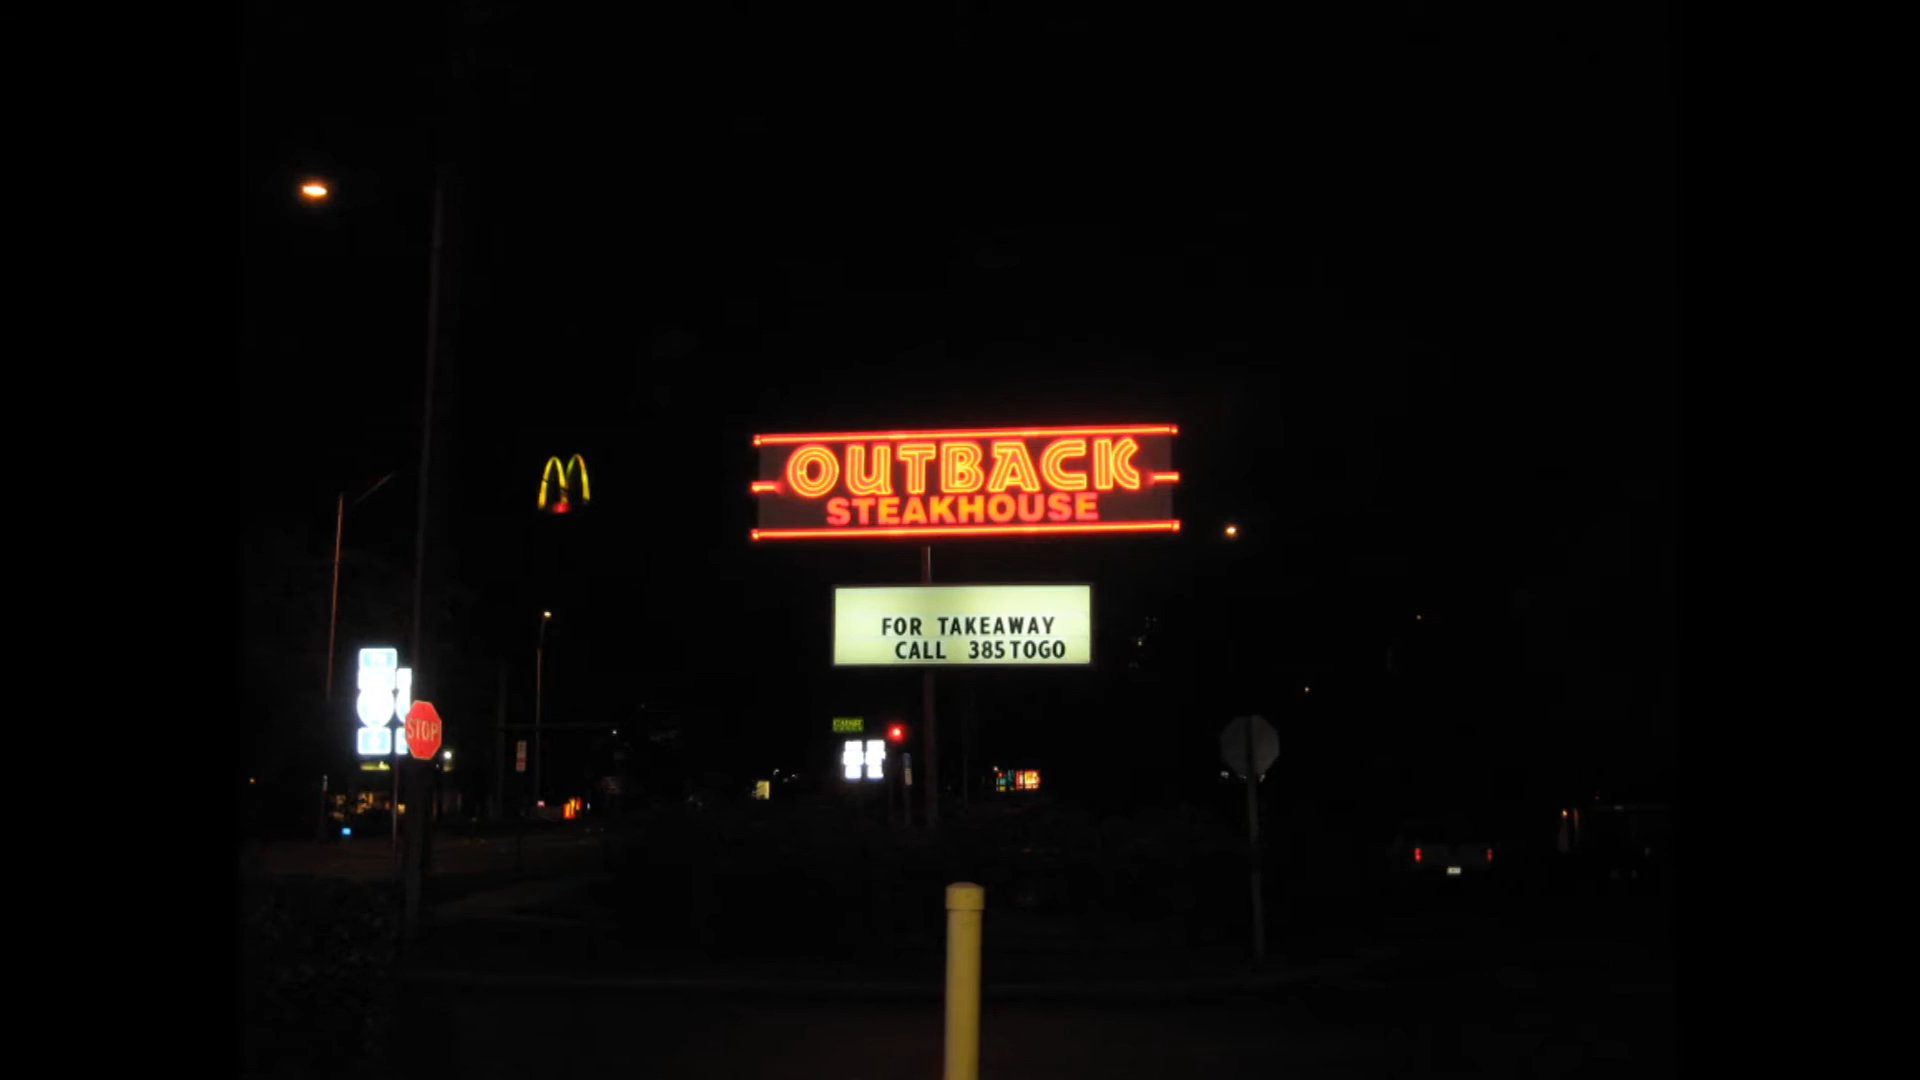 OUTBACK
STEAKHOUSE
FOR TAKEAWAY
CALL 385TOGO
STOP